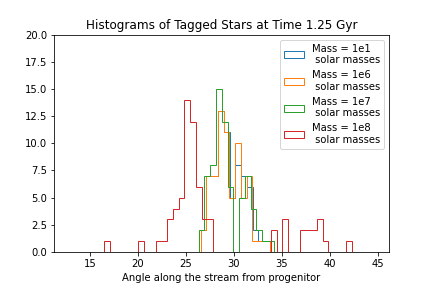 Histograms of Tagged Stars at Time 1.25 Gyr
20.0
17.5
15.0
12.5
10.0
7.5
5.0
2.5
0.0
Mass = 1e1
solar masses
Mass = 1e6
solar masses
Mass = 1e7
solar masses
Mass = 1e8
solar masses
15 20 25 30 35 40 45
Angle along the stream from progenitor